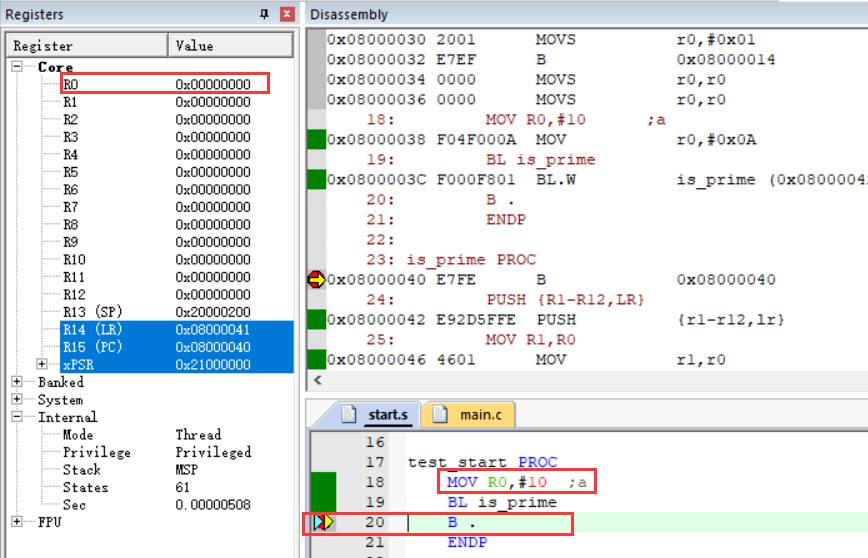 Registers
Register Value
Core
R0 0x00000000
R1 0x00000000
R2 0x00000000
R3 0x00000000
R4 0x00000000
R5 0x00000000
R6 0x00000000
R7 0x00000000
R8 0x00000000
R9 0x00000000
R10 0x00000000
R11 0x00000000
R12 0x00000000
R13 (SP) 0x20000200
R14 (LR) 0x08000041
R15 (PC) 0x08000040
xPSR 0x21000000
Banked
System
Internal
Mode Thread
Privilege Privileged
Stack MSP
States 61
Sec 0.00000508
FPU
Disassembly
0x08000030 2001 MOVS r0,#0x01
0x08000032 E7EF B 0x08000014
0x08000034 0000 MOVS r0,r0
0x08000036 0000 MOVS r0,r0
18: MOV R0,#10 ;a
0x08000038 F04F000A MOV r0,#0x0A
19: BL is_prime
0x0800003C F000F801 BL.W is_prime (0x0800004
20: B .
21: ENDP
22:
23: is_prime PROC
0x08000040 E7FE B 0x08000040
24: PUSH {R1-R12,LR}
0x08000042 E92D5FFE PUSH {r1-r12,lr}
25: MOV R1,R0
0x08000046 4601 MOV r1,r0
start.s main.c
16
17 test_start PROC
18 MOV R0,#10 ;a
19 BL is_prime
20 B .
21 ENDP